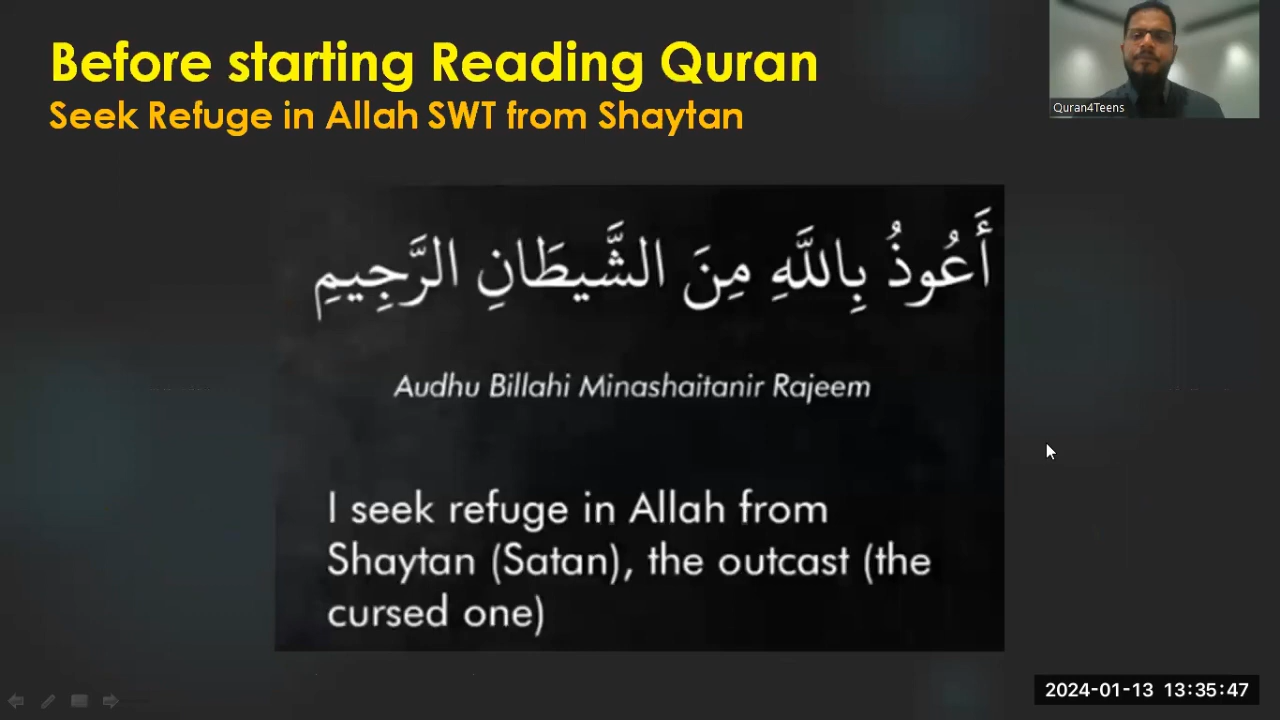 Before starting Reading Quran
Seek Refuge in Allah SWT from Shaytan
Quran4Teens
أَعُوذُ بِاللَّهِ مِنَ الشَّيطَانِ الرَّجِيمِ
Audhu Billahi Minashaitanir Rajeem
I seek refuge in Allah from
Shaytan (Satan), the outcast (the
cursed one)
2024-01-13 13:35:47